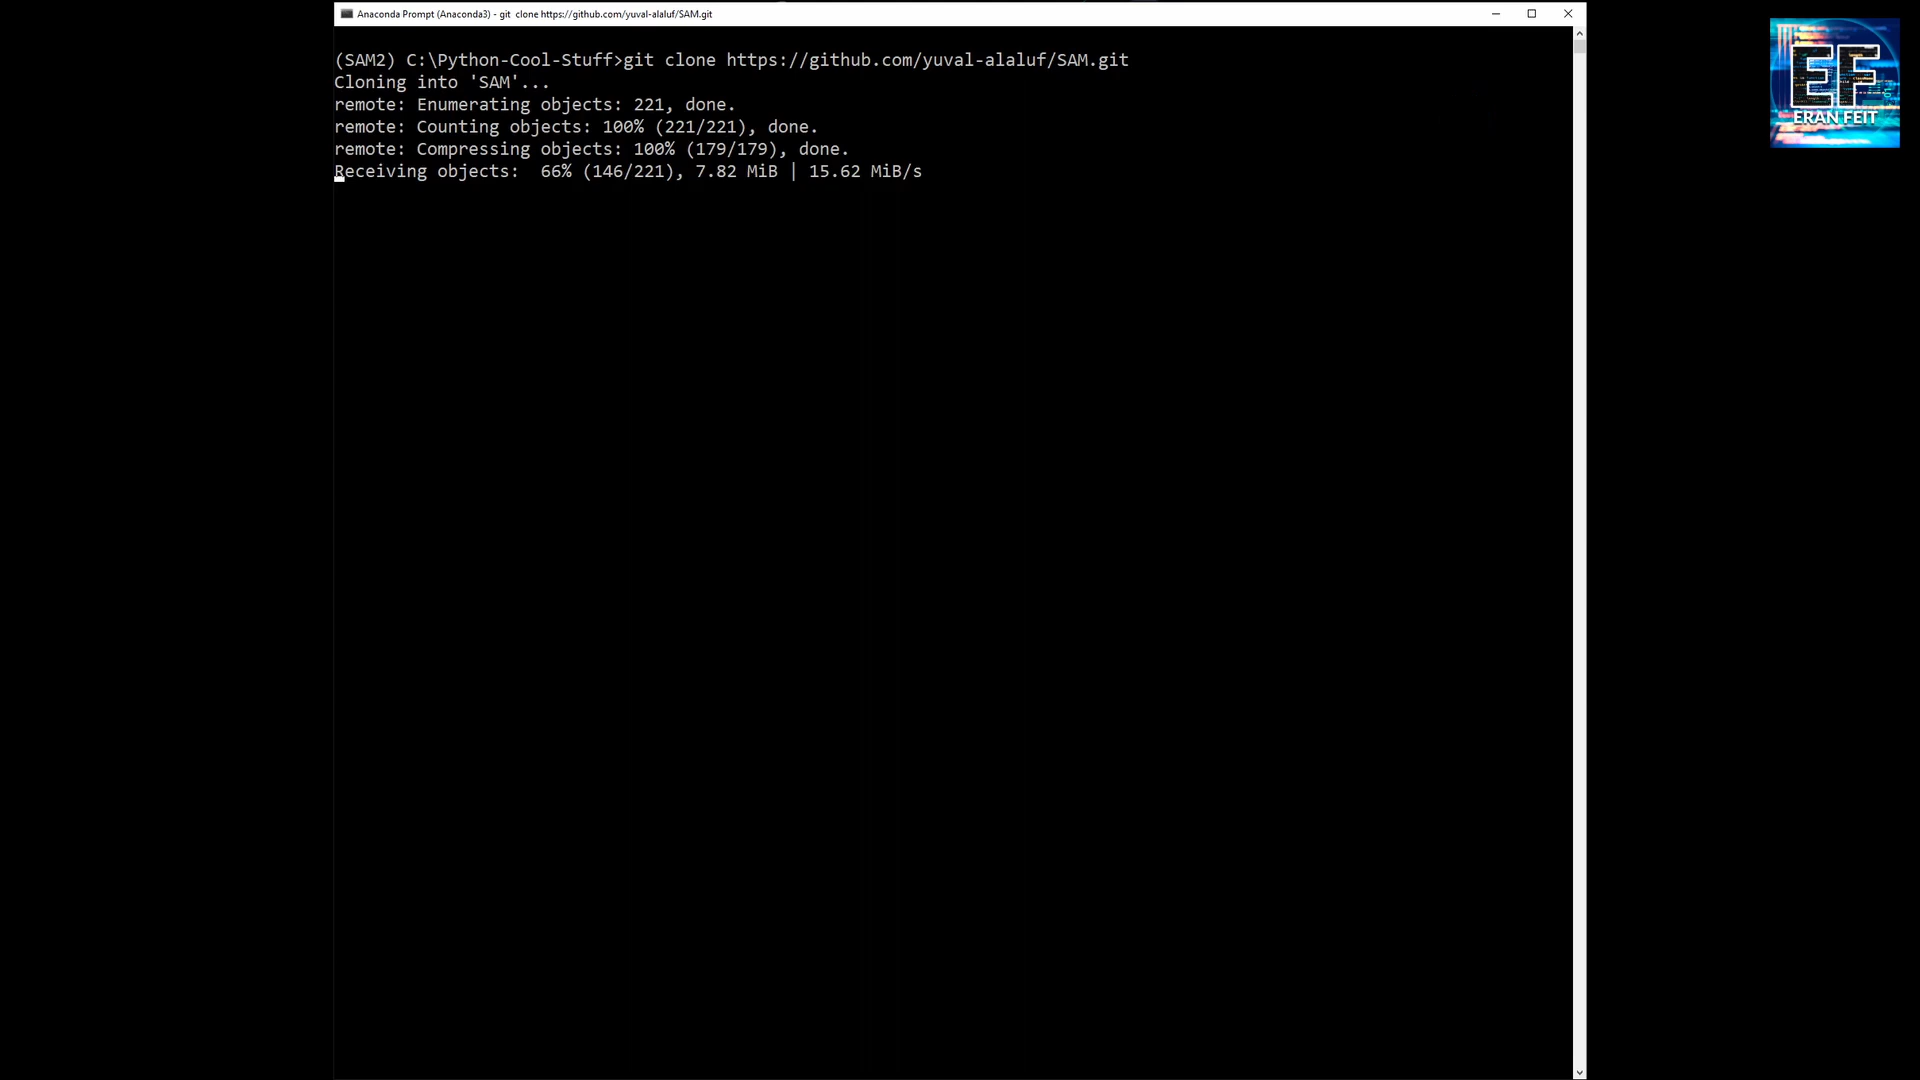 Anaconda Prompt (Anaconda3) - git  clone https://github.com/yuval-alaluf/SAM.git
(SAM2) C:\Python-Cool-Stuff>git clone https://github.com/yuval-alaluf/SAM.git
Cloning into 'SAM'...
remote: Enumerating objects: 221, done.
remote: Counting objects: 100% (221/221), done.
remote: Compressing objects: 100% (179/179), done.
Receiving objects:  66% (146/221), 7.82 MiB | 15.62 MiB/s
EF
ERAN FEIT